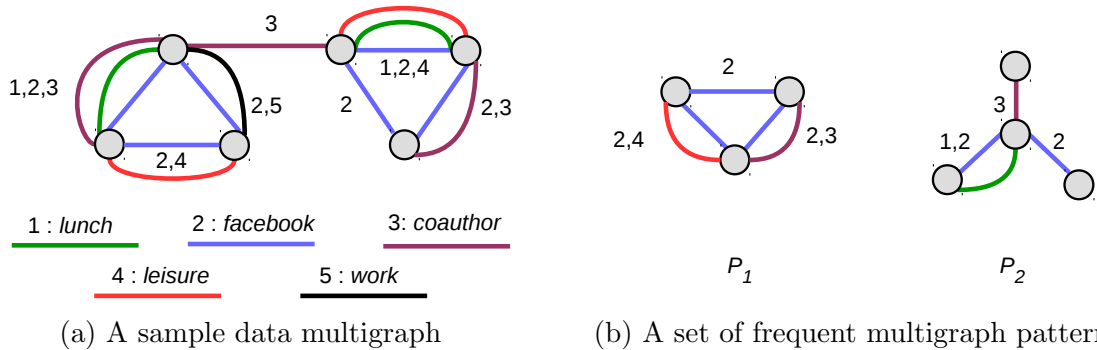 3
1,2,3
2,5
2,4
1,2,4
2
2,3
1 : lunch
2 : facebook
3: coauthor
4 : leisure
5 : work
(a) A sample data multigraph
2
2,4
2,3
P1
3
1,2
2
P2
(b) A set of frequent multigraph pattern